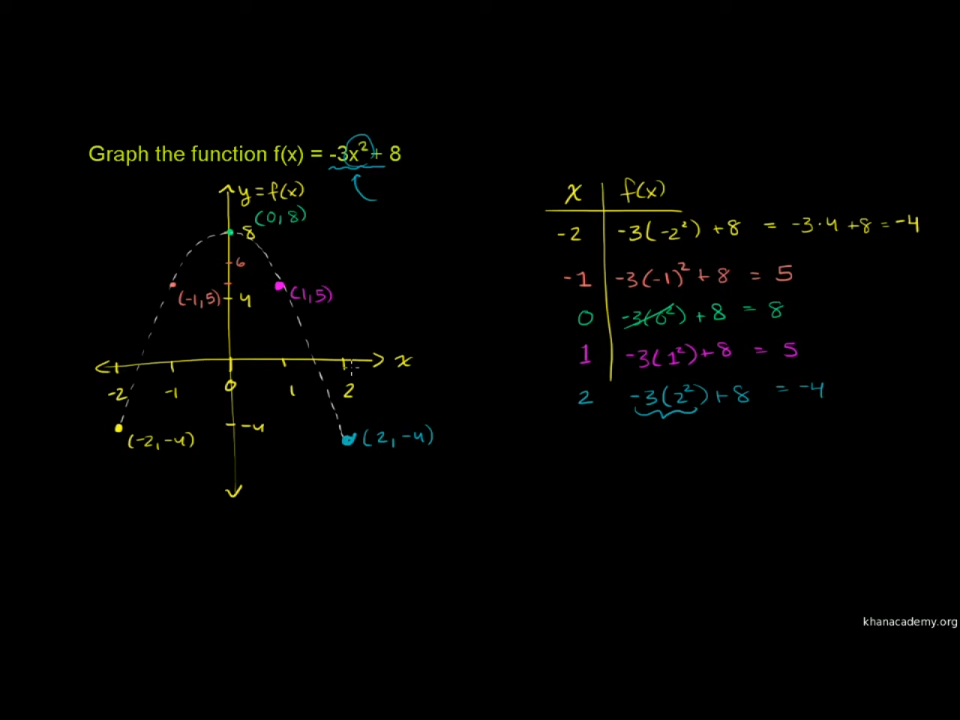 Graph the function f(x) = -3x² + 8
y = f(x)
(0, 8)
8
6
(-1, 5)
4
(1, 5)
x
-2 -1 0 1 2
-4
(-2, -4)
(2, -4)
x f(x)
-2 -3(-2²) + 8 = -3·4 + 8 = -4
-1 -3(-1)² + 8 = 5
0 -3(0²) + 8 = 8
1 -3(1²) + 8 = 5
2 -3(2²) + 8 = -4
khanacademy.org